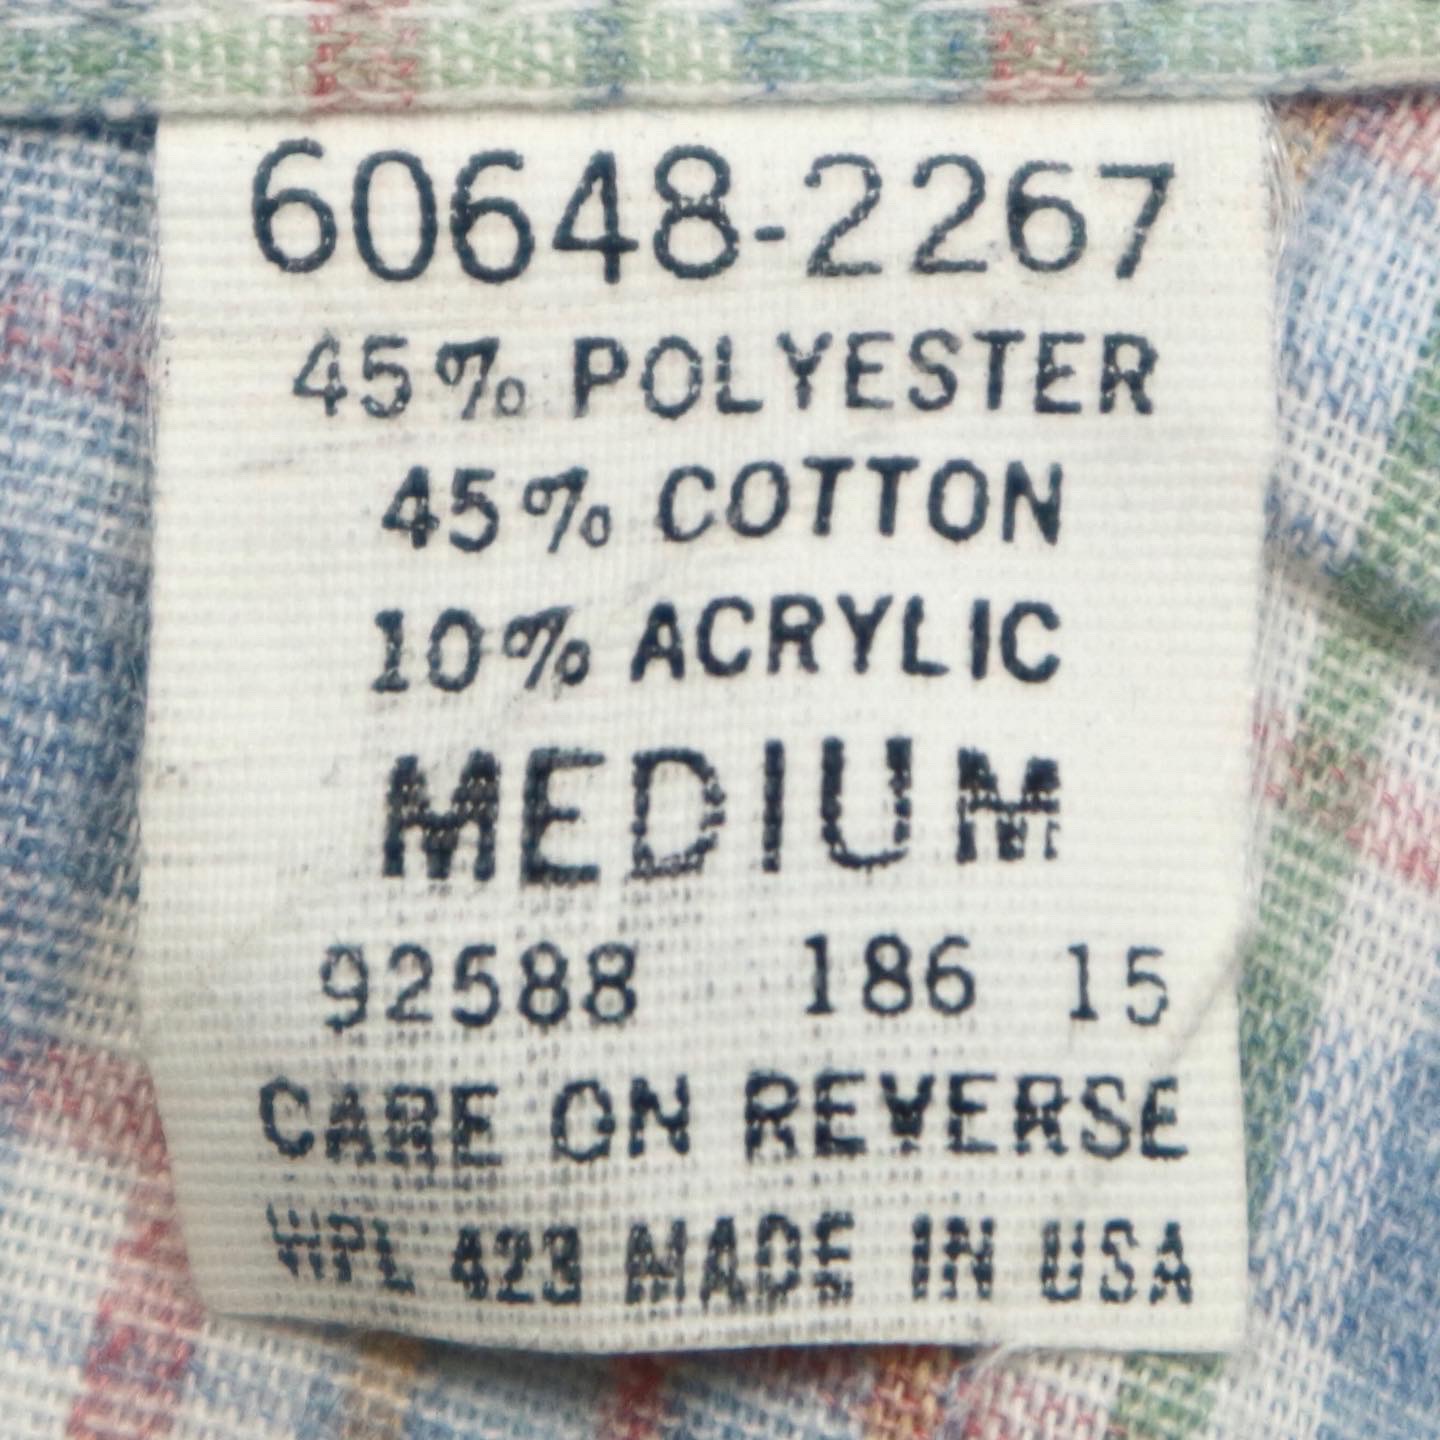 60648-2267
45% POLYESTER
45% COTTON
10% ACRYLIC
MEDIUM
92588 186 15
CARE ON REVERSE
WPL 423 MADE IN USA